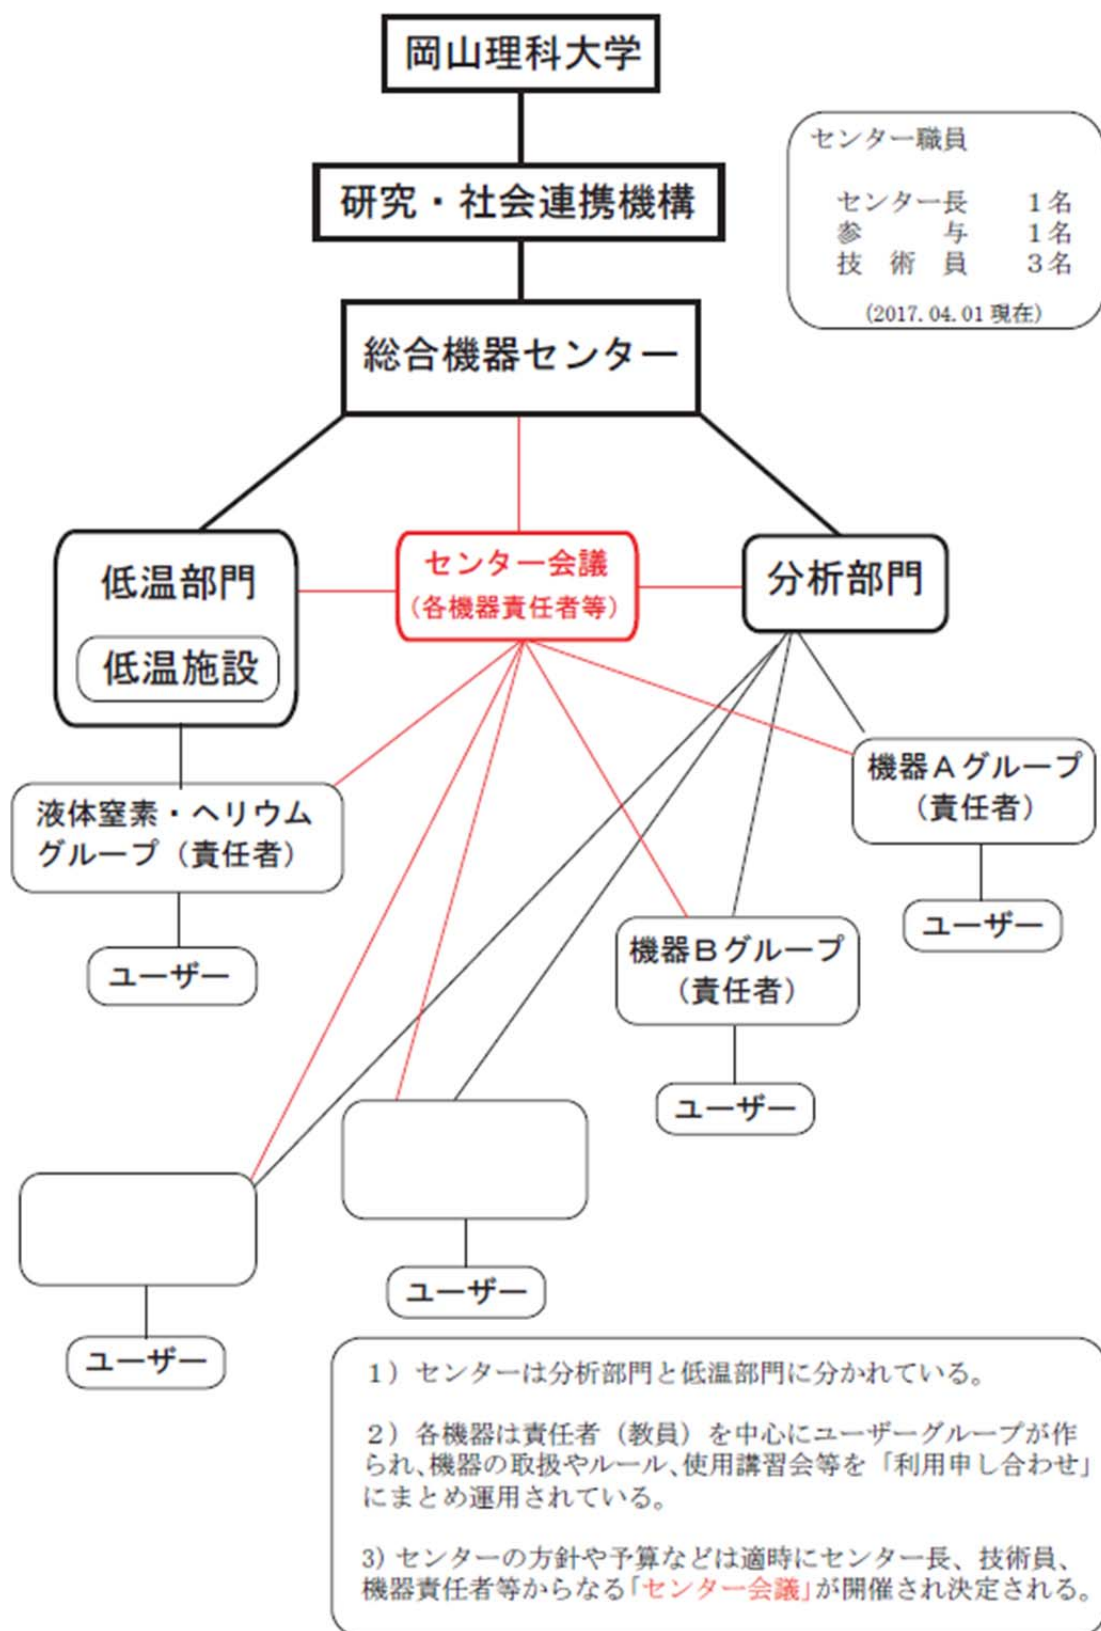 岡山理科大学
研究・社会連携機構
センター職員
センター長 1名
参 与 1名
技 術 員 3名
(2017.04.01 現在)
総合機器センター
低温部門
低温施設
センター会議
(各機器責任者等)
分析部門
液体窒素・ヘリウム
グループ(責任者)
ユーザー
機器Aグループ
(責任者)
ユーザー
機器Bグループ
(責任者)
ユーザー
ユーザー
ユーザー
1)センターは分析部門と低温部門に分かれている。
2)各機器は責任者(教員)を中心にユーザーグループが作
られ、機器の取扱やルール、使用講習会等を「利用申し合わせ」
にまとめ運用されている。
3) センターの方針や予算などは適時にセンター長、技術員、
機器責任者等からなる「センター会議」が開催され決定される。